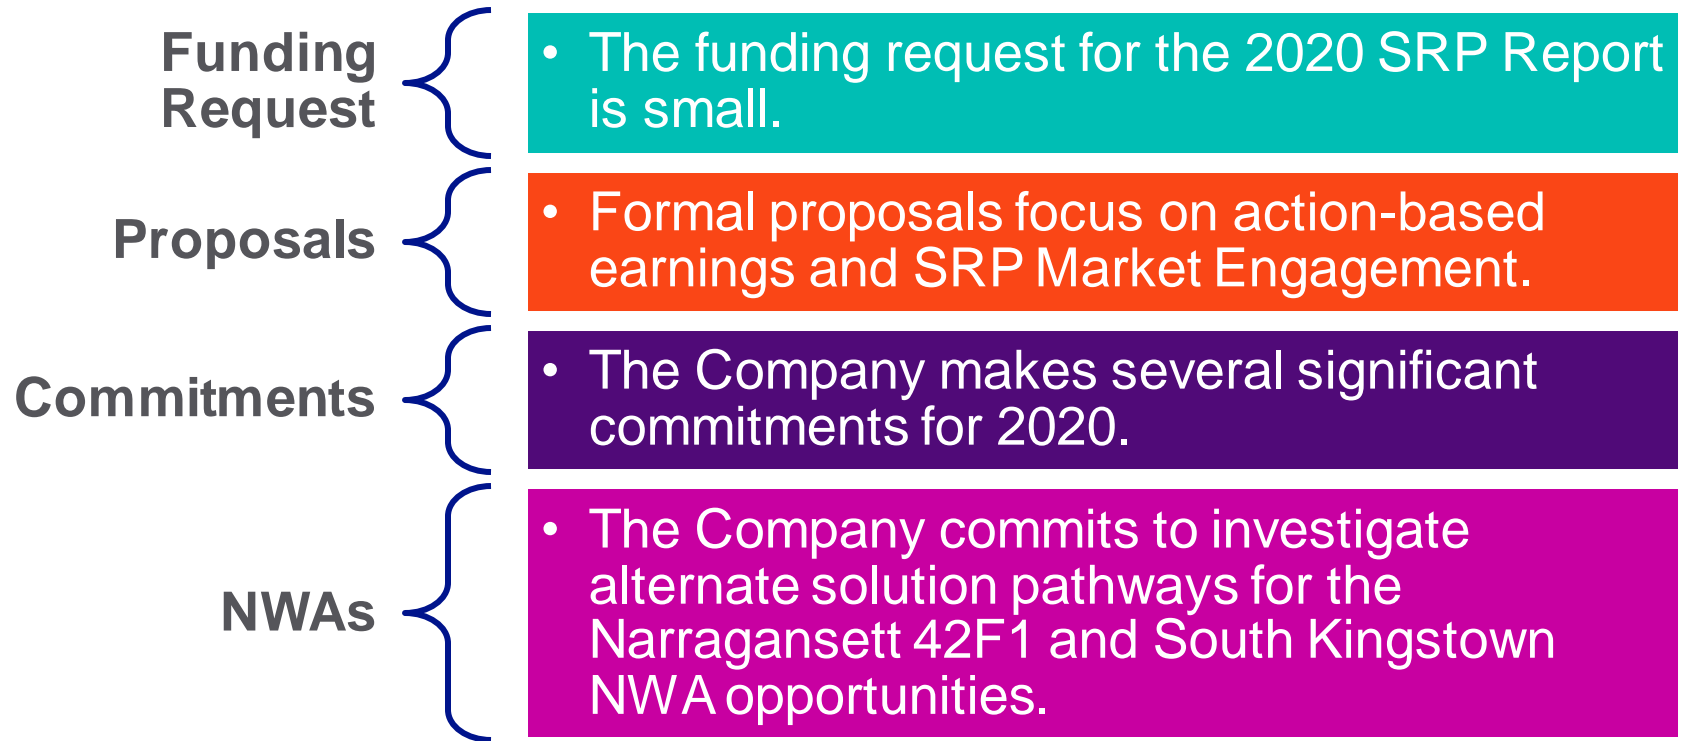 Funding
Request
• The funding request for the 2020 SRP Report
is small.
Proposals
• Formal proposals focus on action-based
earnings and SRP Market Engagement.
Commitments
• The Company makes several significant
commitments for 2020.
NWAs
• The Company commits to investigate
alternate solution pathways for the
Narragansett 42F1 and South Kingstown
NWA opportunities.